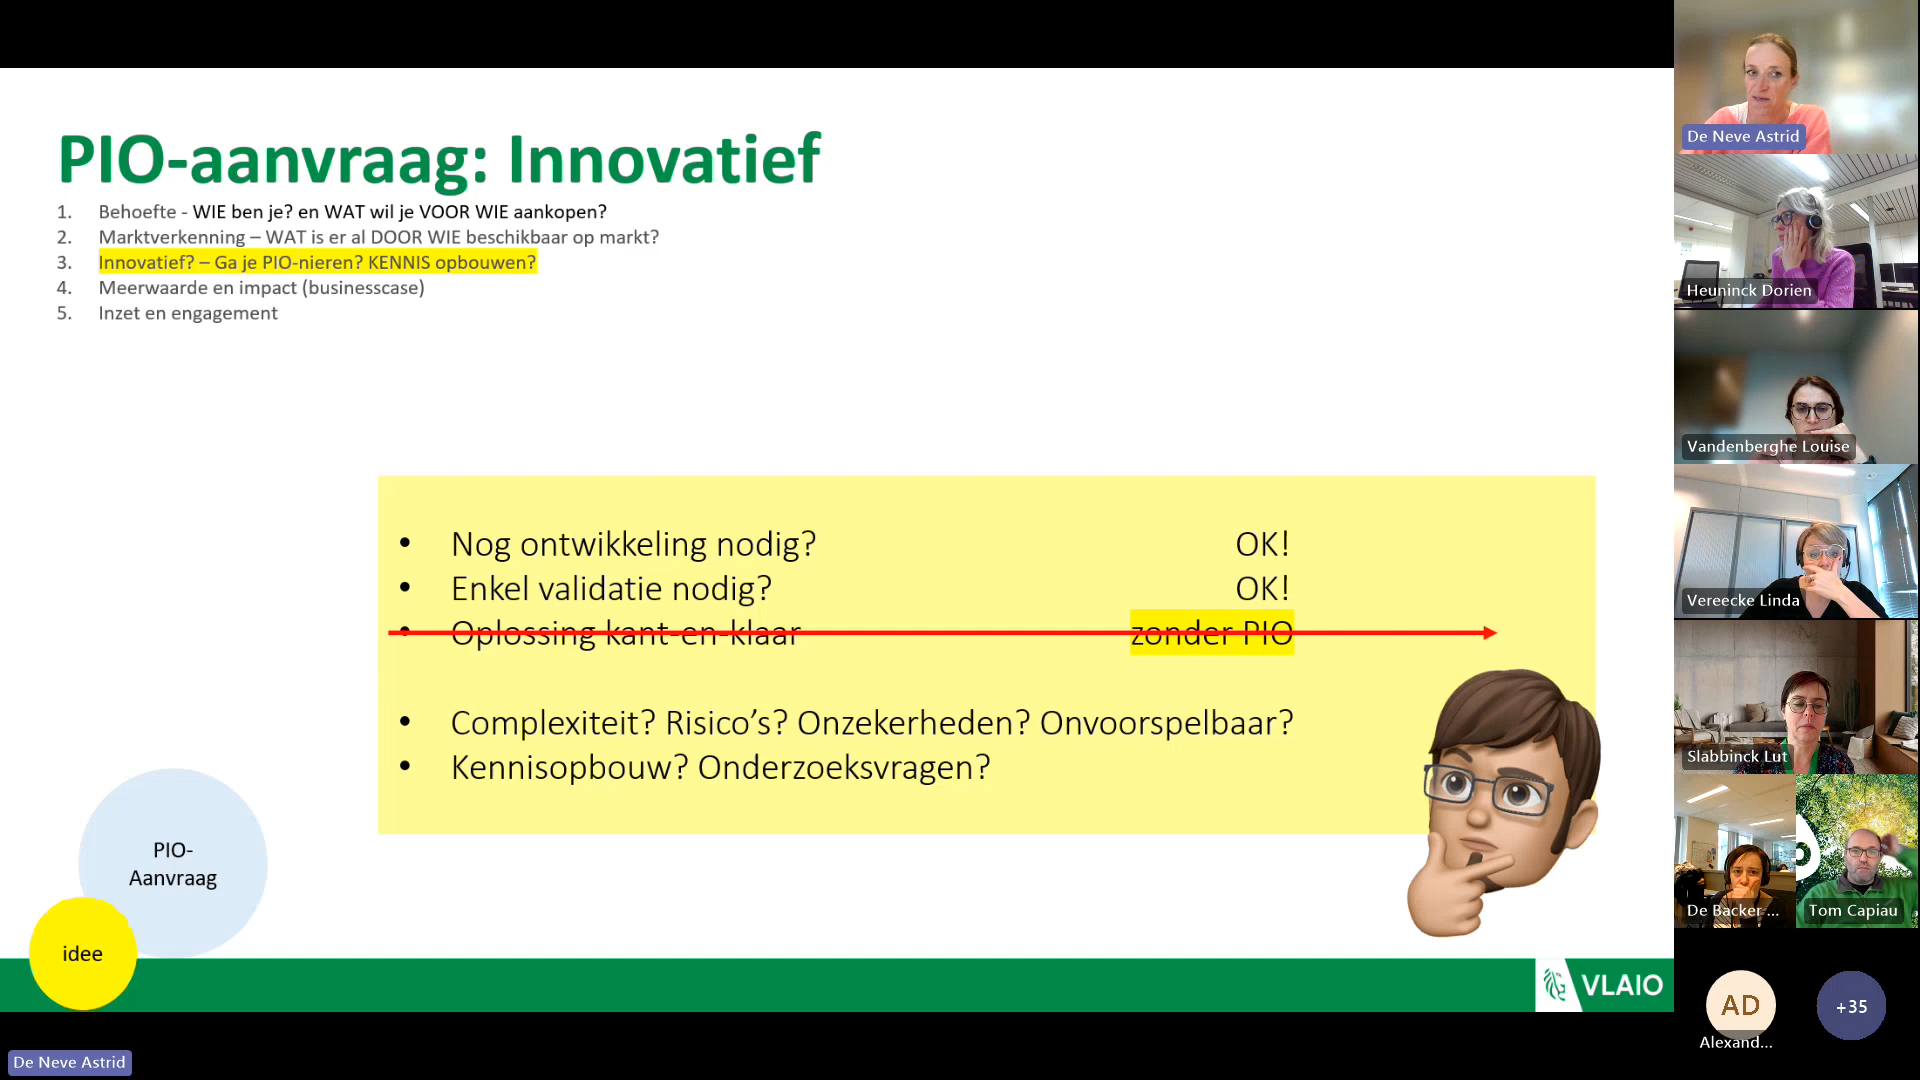 PIO-aanvraag: Innovatief
1. Behoefte - WIE ben je? en WAT wil je VOOR WIE aankopen?
2. Marktverkenning – WAT is er al DOOR WIE beschikbaar op markt?
3. Innovatief? – Ga je PIO-nieren? KENNIS opbouwen?
4. Meerwaarde en impact (businesscase)
5. Inzet en engagement
• Nog ontwikkeling nodig? OK!
• Enkel validatie nodig? OK!
• Oplossing kant-en-klaar zonder PIO
• Complexiteit? Risico's? Onzekerheden? Onvoorspelbaar?
• Kennisopbouw? Onderzoeksvragen?
PIO-
Aanvraag
idee
VLAIO
De Neve Astrid
De Neve Astrid
Heuninck Dorien
Vandenberghe Louise
Vereecke Linda
Slabbinck Lut
De Backer ...
Tom Capiau
AD
Alexand...
+35